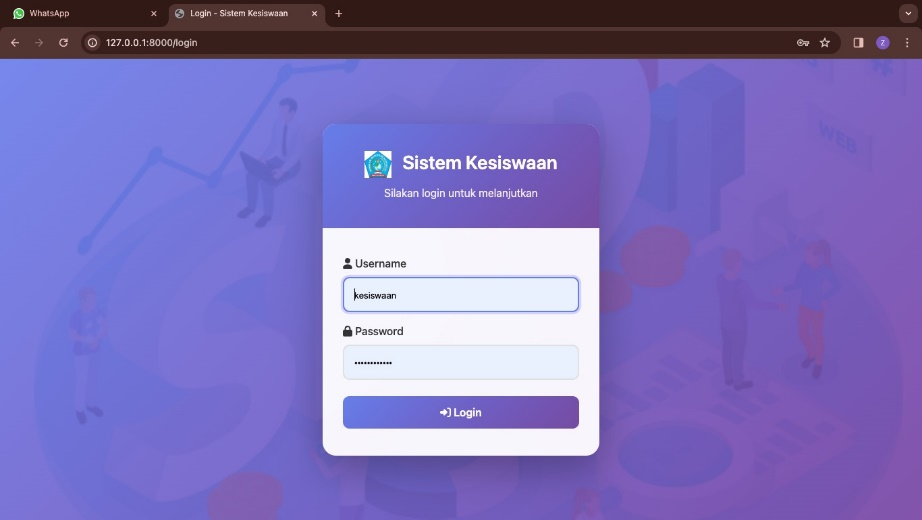 WhatsApp
Login - Sistem Kesiswaan
127.0.0.1:8000/login
Z
WEB
Sistem Kesiswaan
Silakan login untuk melanjutkan
Username
kesiswaan
Password
••••••••••••
Login